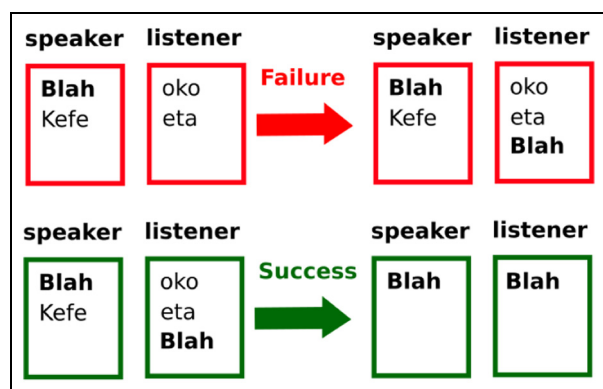 speaker listener speaker listener
Blah oko Failure Blah oko
Kefe eta Kefe eta
Blah
speaker listener speaker listener
Blah oko Success Blah Blah
Kefe eta
Blah